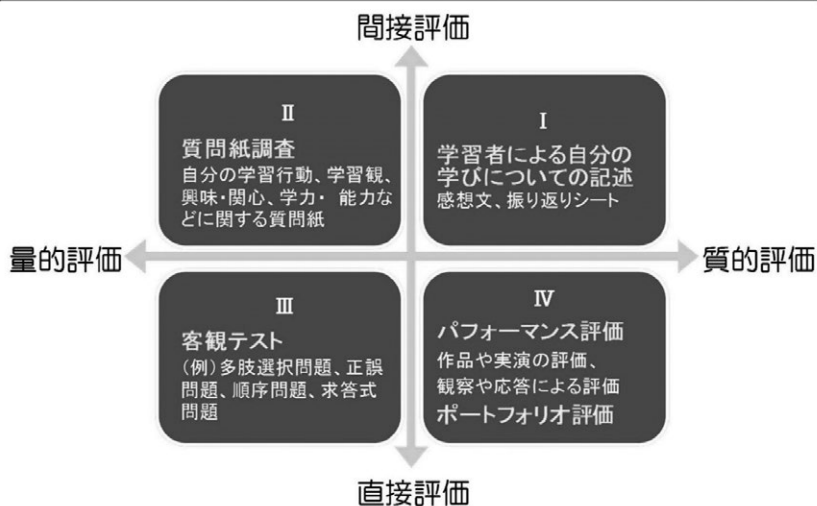 間接評価
Ⅱ
質問紙調査
自分の学習行動、学習観、
興味・関心、学力・ 能力な
どに関する質問紙
Ⅰ
学習者による自分の
学びについての記述
感想文、振り返りシート
量的評価
質的評価
Ⅲ
客観テスト
(例)多肢選択問題、正誤
問題、順序問題、求答式
問題
Ⅳ
パフォーマンス評価
作品や実演の評価、
観察や応答による評価
ポートフォリオ評価
直接評価